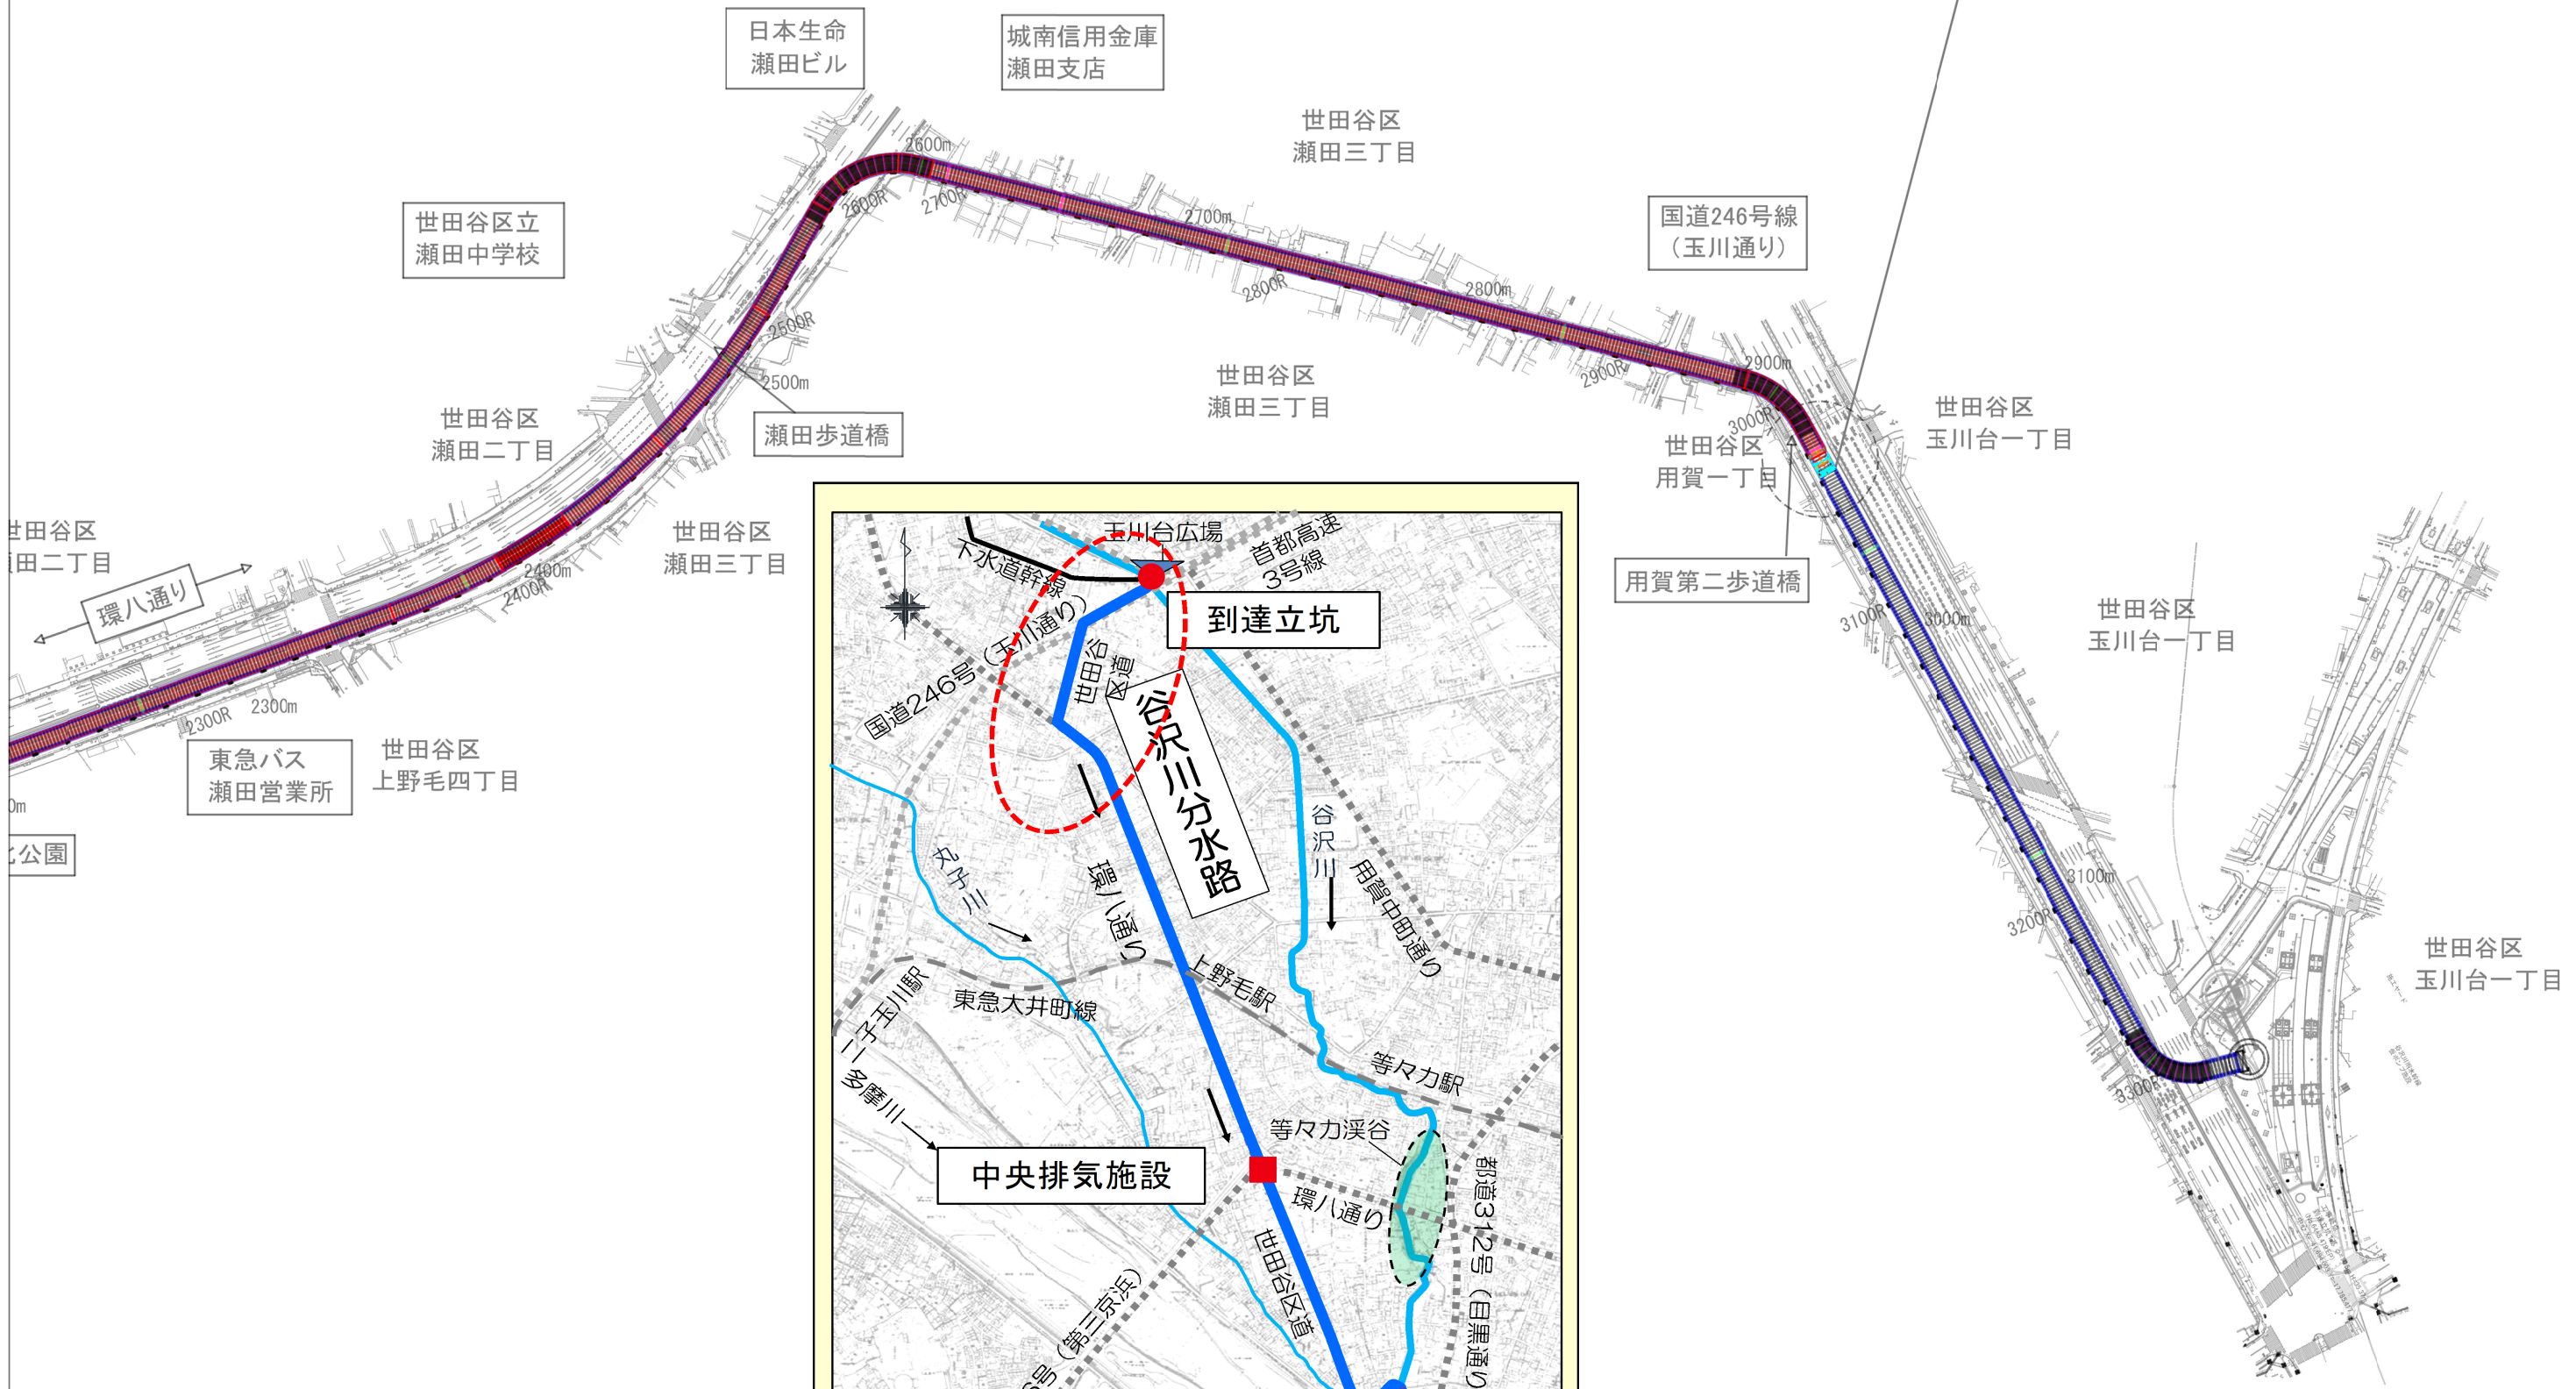 日本生命
瀬田ビル
城南信用金庫
瀬田支店
世田谷区
瀬田三丁目
世田谷区立
瀬田中学校
国道246号線
（玉川通り）
2600m
2600R
2700R
2700m
2800R
2800m
2900R
2900m
3000R
2500R
2500m
瀬田歩道橋
世田谷区
瀬田二丁目
世田谷区
瀬田三丁目
世田谷区
玉川台一丁目
世田谷区
用賀一丁目
世田谷区
田二丁目
環八通り
2400m
2400R
世田谷区
瀬田三丁目
用賀第二歩道橋
3100R
3000m
世田谷区
玉川台一丁目
2300R
2300m
東急バス
瀬田営業所
世田谷区
上野毛四丁目
0m
公園
3100m
3200R
3300R
世田谷区
玉川台一丁目
玉川台広場
下水道幹線
首都高速
3号線
到達立坑
国道246号（玉川通り）
世田谷
区道
谷沢川分水路
谷沢川
丸子川
環八通り
用賀中町通り
上野毛駅
東急大井町線
二子玉川駅
多摩川
等々力駅
等々力渓谷
中央排気施設
環八通り
都道312号（目黒通り
世田谷区道
号（第三京浜）